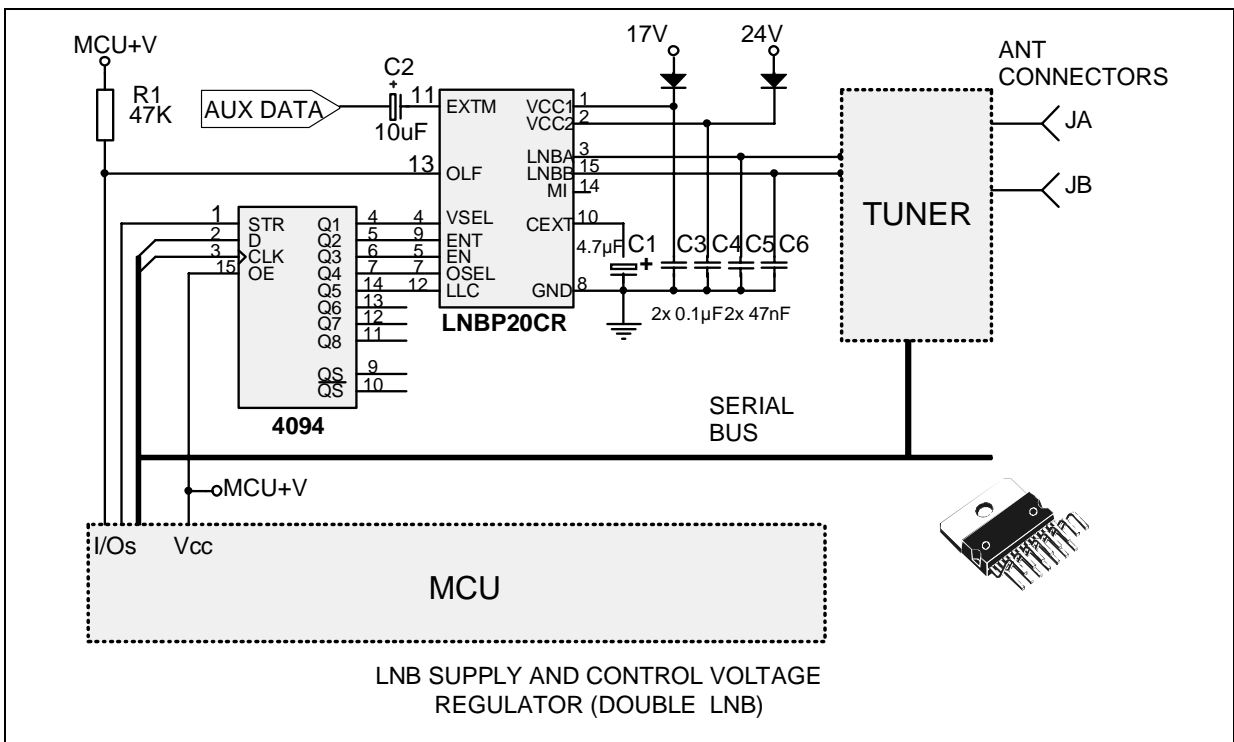 MCU+V
R1
47K
AUX DATA
C2
+
10uF
17V
24V
ANT
CONNECTORS
JA
JB
TUNER
11 EXTM
13 OLF
4 VSEL
9 ENT
5 EN
7 OSEL
12 LLC
VCC1 1
VCC2 2
LNBA 3
LNBB 15
MI 14
CEXT 10
GND 8
LNBP20CR
4.7µF C1 +
C3 C4 C5 C6
2x 0.1µF 2x 47nF
1 STR
2 D
3 CLK
15 OE
Q1 4
Q2 5
Q3 6
Q4 7
Q5 14
Q6 13
Q7 12
Q8 11
QS 9
QS 10
4094
SERIAL
BUS
MCU+V
I/Os Vcc
MCU
LNB SUPPLY AND CONTROL VOLTAGE
REGULATOR (DOUBLE LNB)